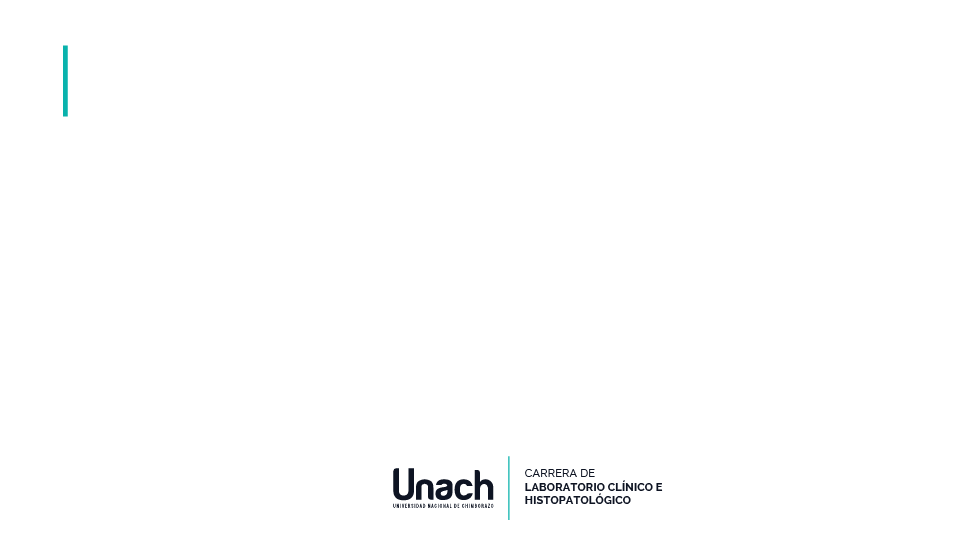 Unach
UNIVERSIDAD NACIONAL DE CHIMBORAZO
CARRERA DE
LABORATORIO CLÍNICO E
HISTOPATOLÓGICO